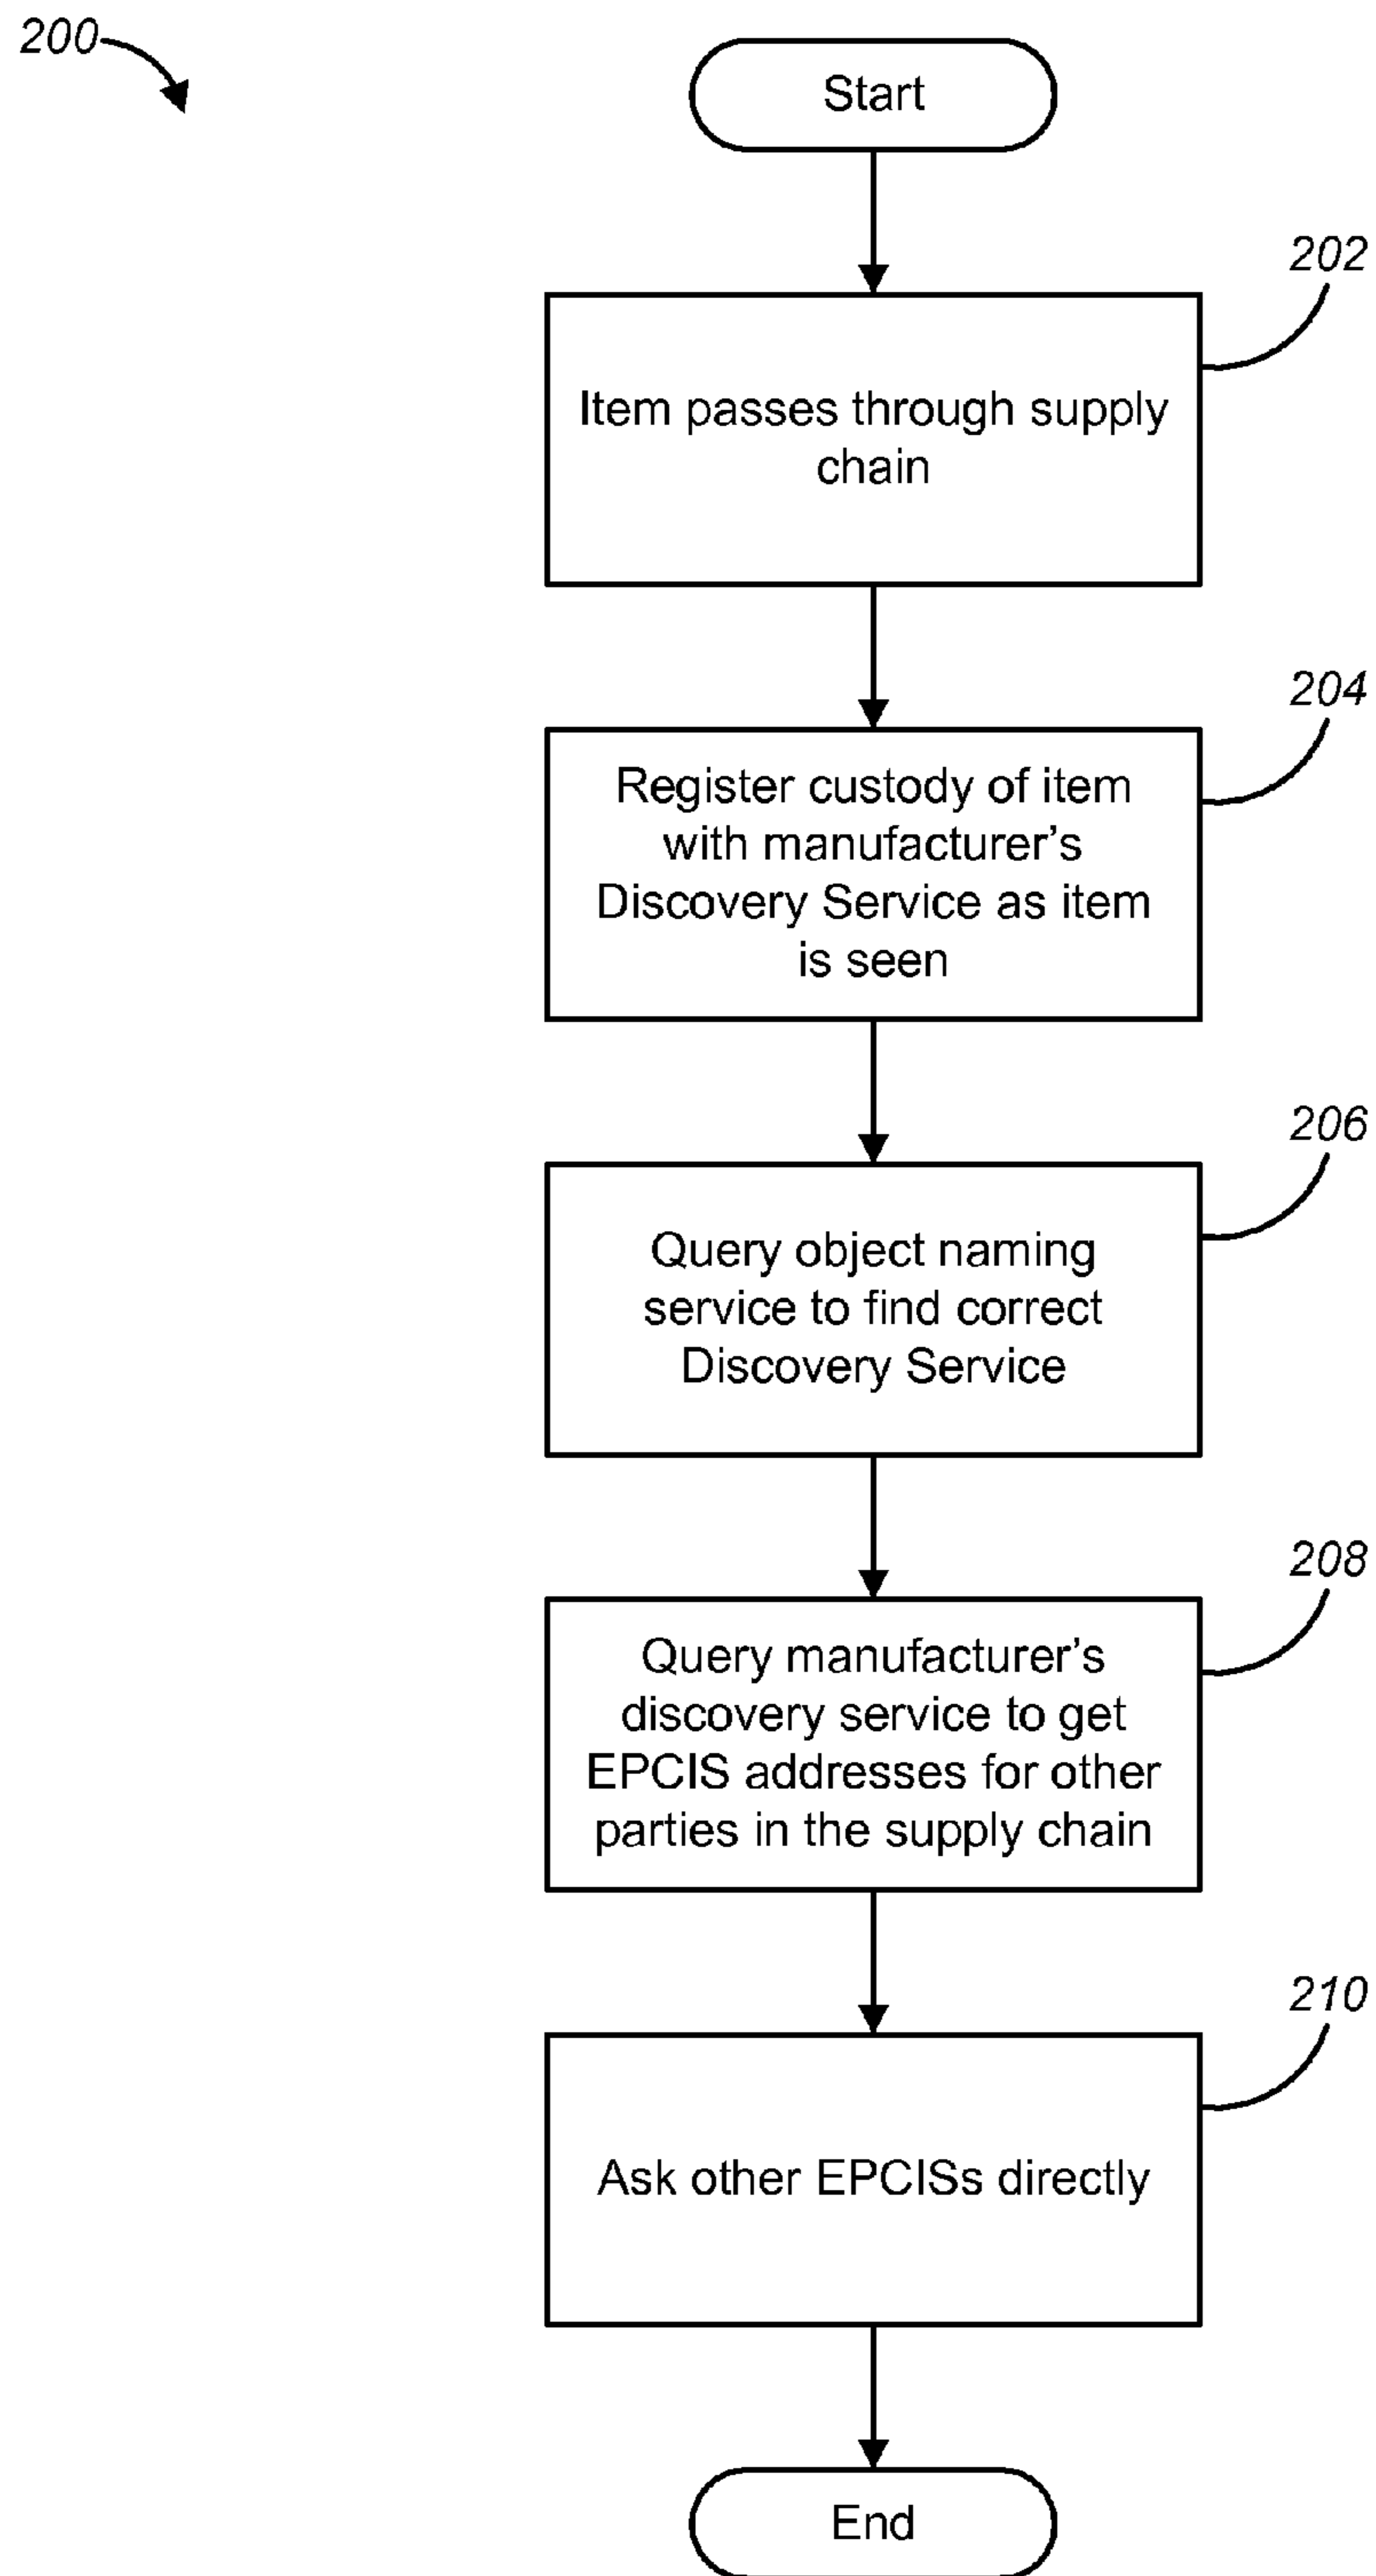 200
Start
202
Item passes through supply
chain
204
Register custody of item
with manufacturer’s
Discovery Service as item
is seen
206
Query object naming
service to find correct
Discovery Service
208
Query manufacturer’s
discovery service to get
EPCIS addresses for other
parties in the supply chain
210
Ask other EPCISs directly
End